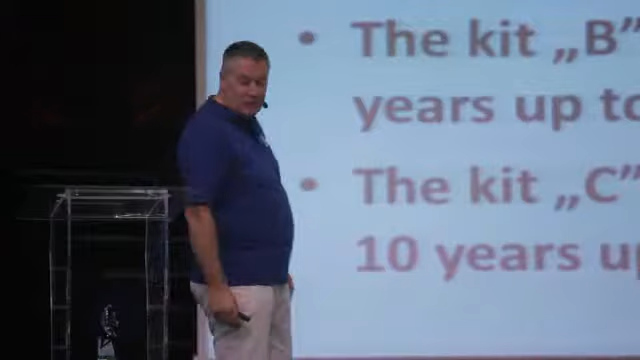 • The kit „B”
years up to
• The kit „C”
10 years up